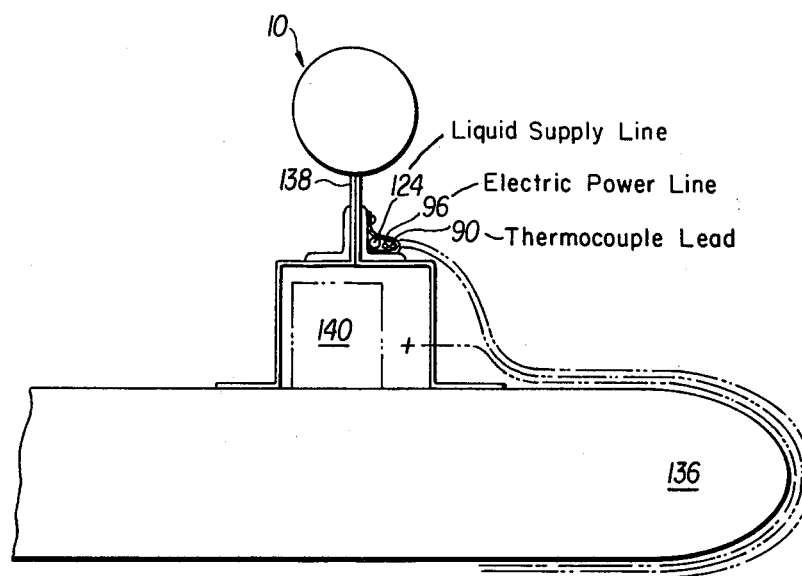 10
Liquid Supply Line
138
124
Electric Power Line
96
90
Thermocouple Lead
140
+
136